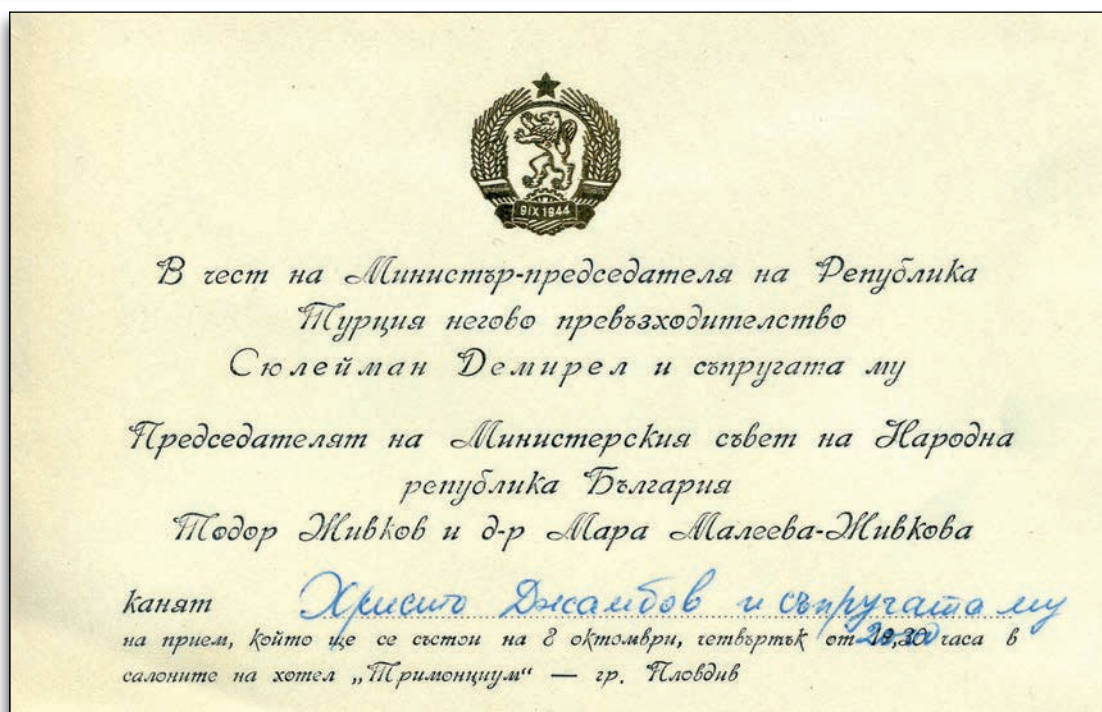 9 IX 1944
В чест на Министър-председателя на Република
Турция негово превъзходителство
Сюлейман Демирел и съпругата му
Председателят на Министерския съвет на Народна
република България
Тодор Живков и д-р Мара Малеева-Живкова
канят Христо Джамбов и съпругата му
на прием, който ще се състои на 8 октомври, четвъртък от часа в
салоните на хотел „Тримонциум“ — гр. Пловдив